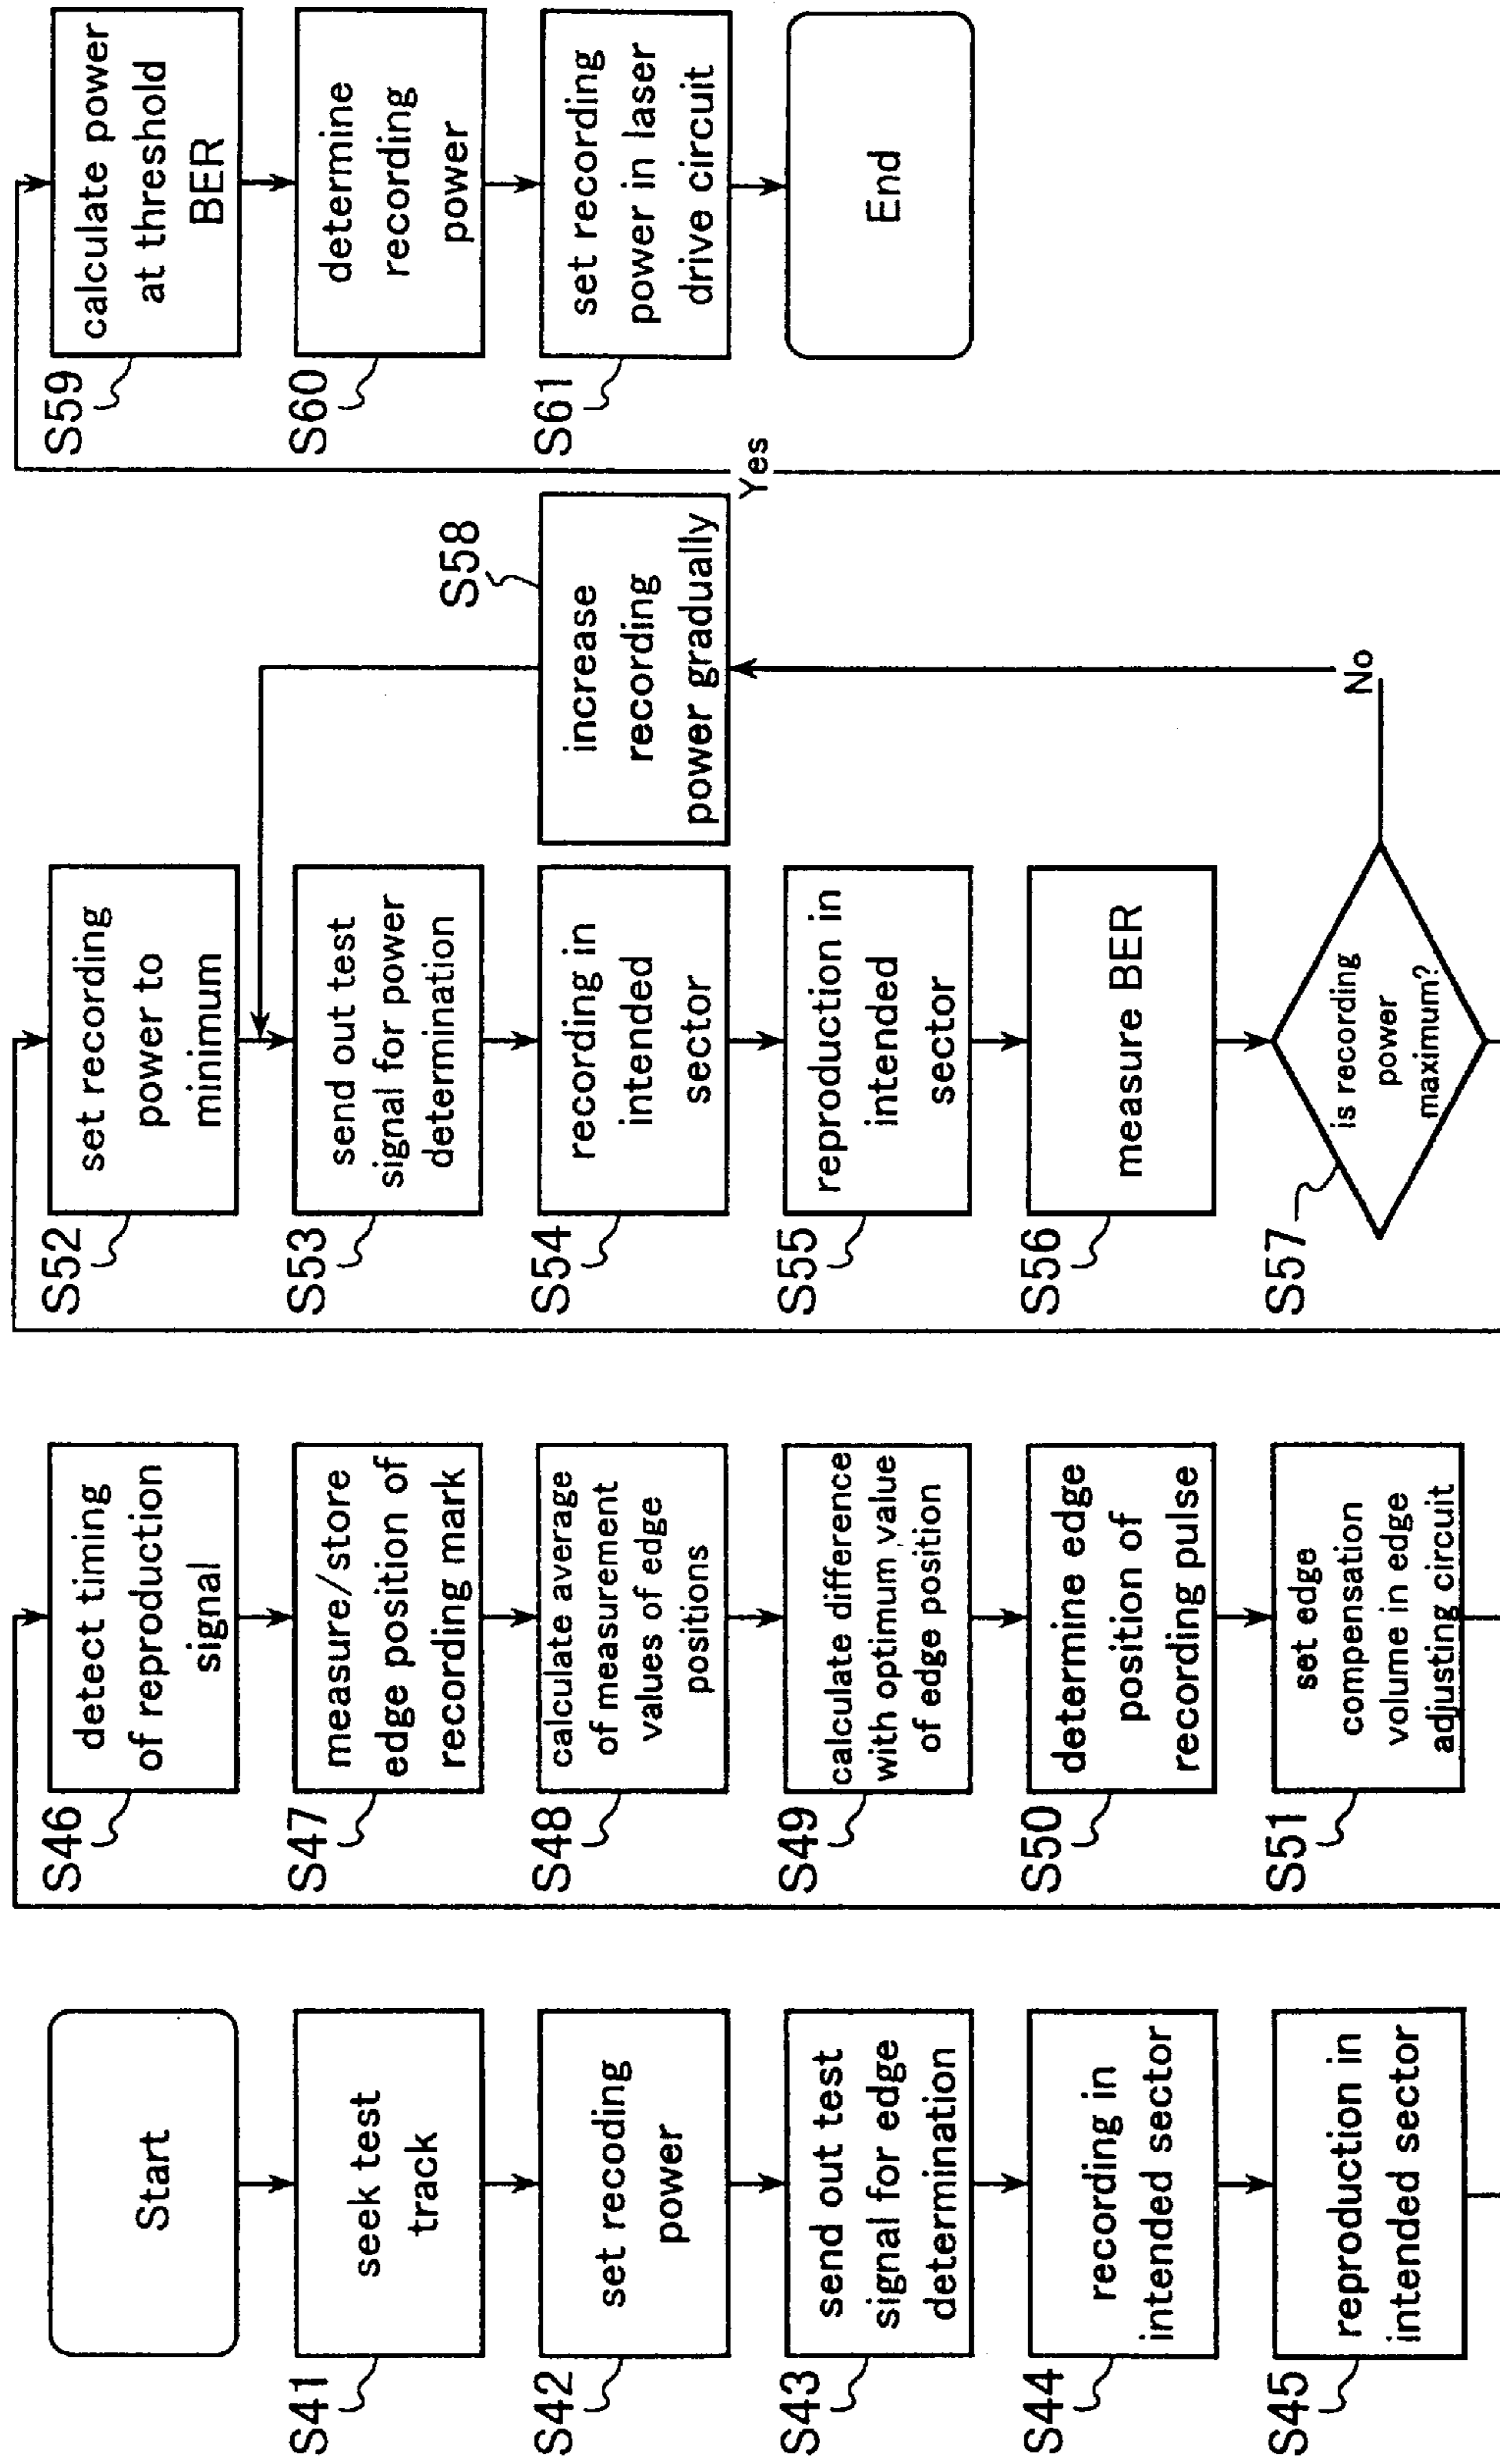 Start
S41
seek test
track
S42
set recoding
power
S43
send out test
signal for edge
determination
S44
recording in
intended sector
S45
reproduction in
intended sector
S46
detect timing
of reproduction
signal
S47
measure/store
edge position of
recording mark
S48
calculate average
of measurement
values of edge
positions
S49
calculate difference
with optimum value
of edge position
S50
determine edge
position of
recording pulse
S51
set edge
compensation
volume in edge
adjusting circuit
S52
set recording
power to
minimum
S53
send out test
signal for power
determination
S54
recording in
intended
sector
S55
reproduction in
intended
sector
S56
measure BER
S57
is recording
power
maximum?
No
S58
increase
recording
power gradually
Yes
S59
calculate power
at threshold
BER
S60
determine
recording
power
S61
set recording
power in laser
drive circuit
End